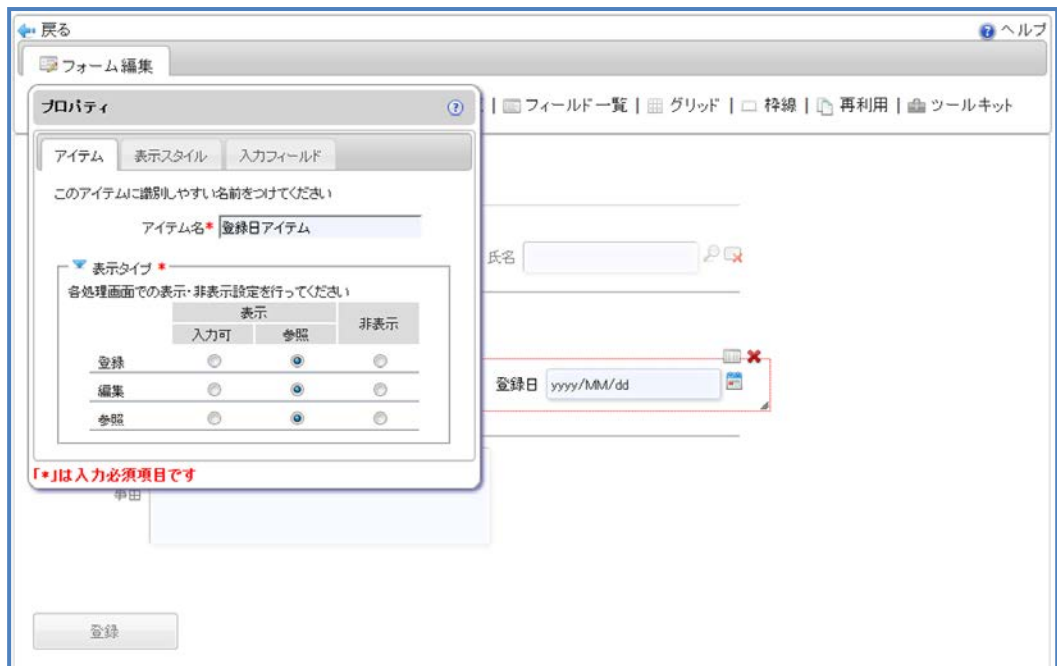 戻る
ヘルプ
フォーム編集
プロパティ
| フィールド一覧 | グリッド | 枠線 | 再利用 | ツールキット
アイテム 表示スタイル 入力フィールド
このアイテムに識別しやすい名前をつけてください
アイテム名* 登録日アイテム
氏名
表示タイプ *
各処理画面での表示・非表示設定を行ってください
表示 非表示
入力可 参照
登録
編集
参照
登録日 yyyy/MM/dd
「*」は入力必須項目です
登録